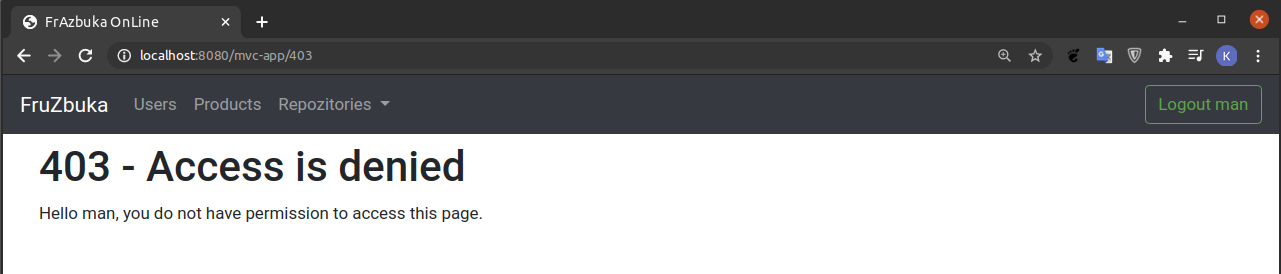 FrAzbuka OnLine
localhost:8080/mvc-app/403
K
FruZbuka Users Products Repozitories Logout man
403 - Access is denied
Hello man, you do not have permission to access this page.